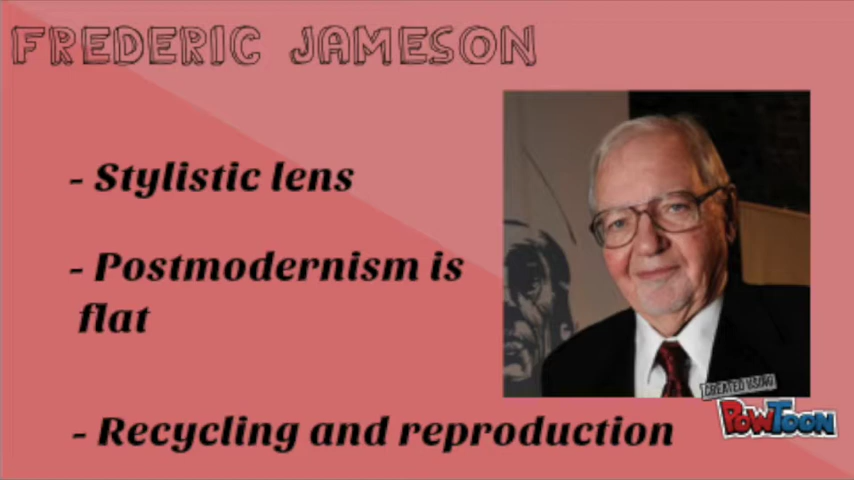 FREDERIC JAMESON
- Stylistic lens
- Postmodernism is
flat
- Recycling and reproduction
CREATED USING
POWTOON